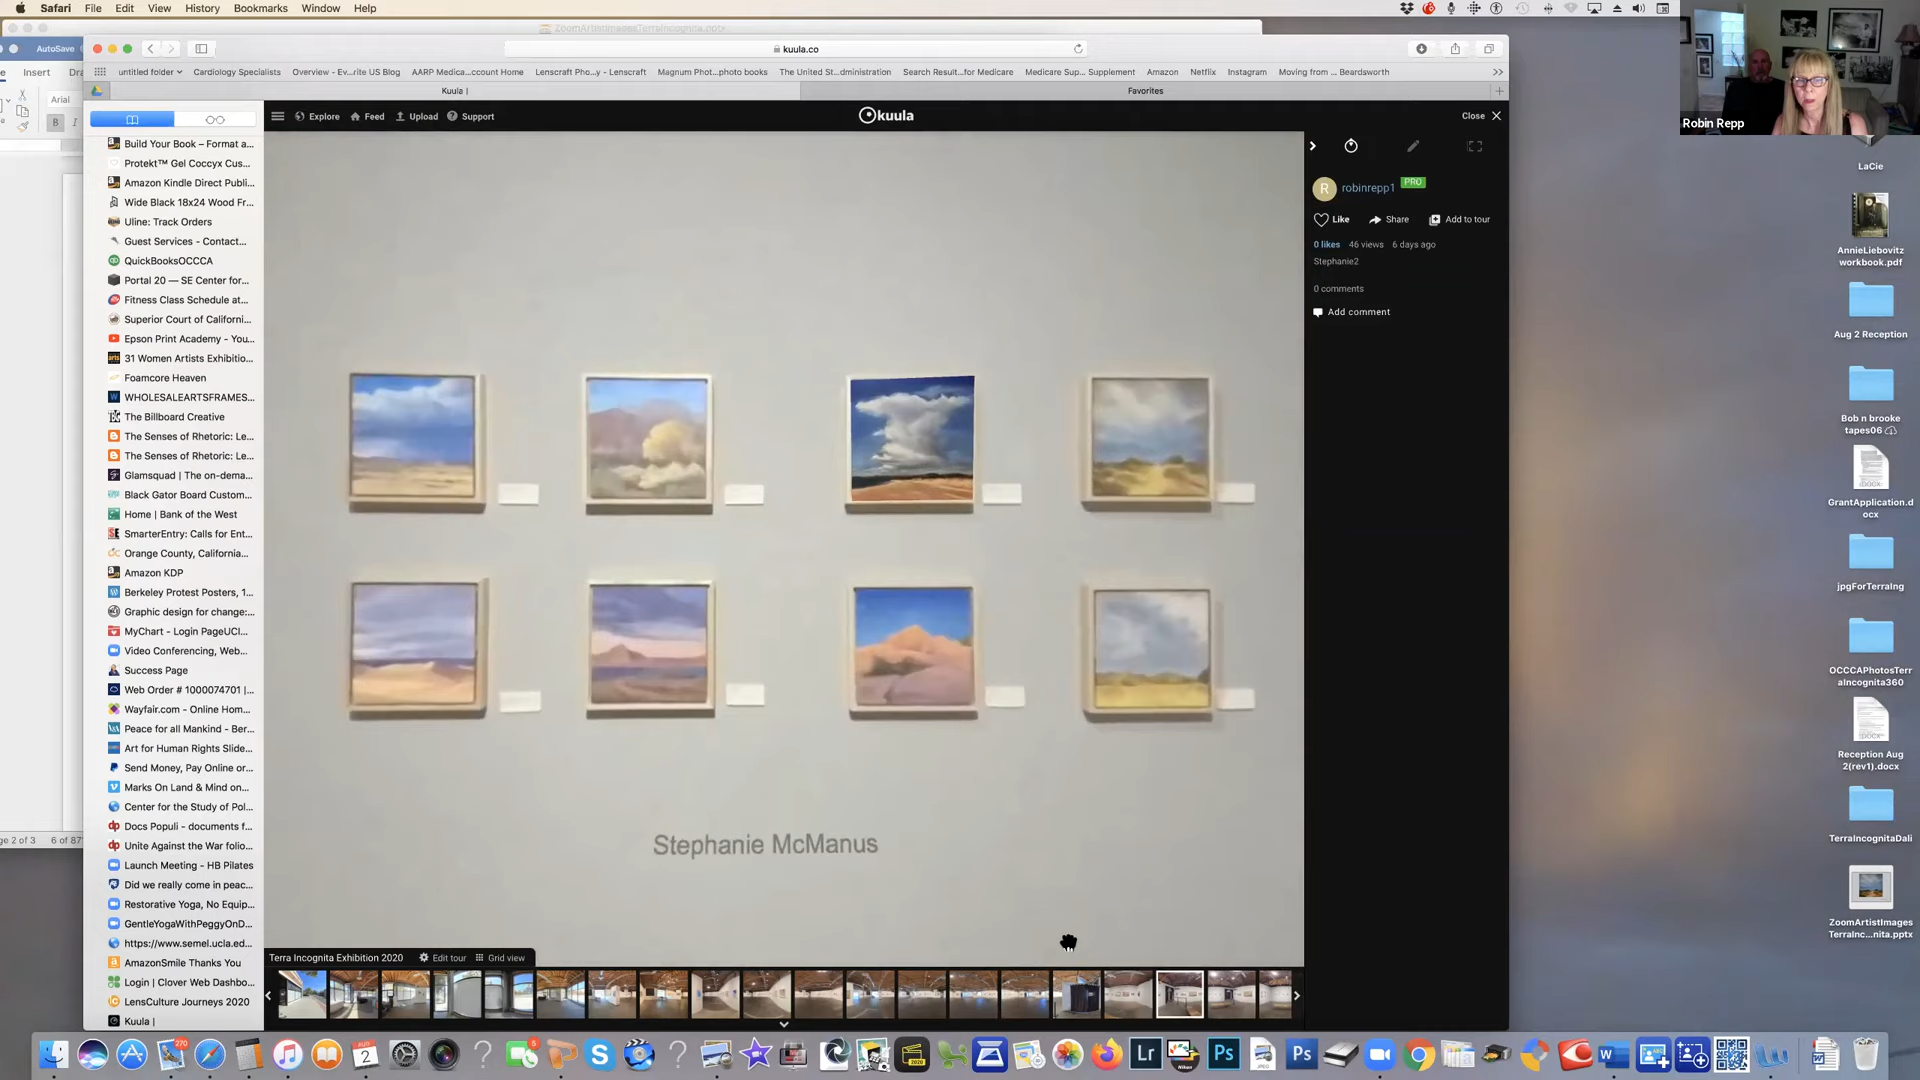 Safari File Edit View History Bookmarks Window Help
ZoomArtistImagesTerraIncognita.pptx
AutoSave
kuula.co
Insert
untitled folder Cardiology Specialists Overview - Ev...rite US Blog AARP Medica...ccount Home Lenscraft Pho...y - Lenscraft Magnum Phot...photo books The United St...dministration Search Result...for Medicare Medicare Sup... Supplement Amazon Netflix Instagram Moving from ... Beardsworth
Kuula | Favorites
Arial
B I
Explore Feed Upload Support
kuula
Close
Robin Repp
Build Your Book – Format a...
Protekt™ Gel Coccyx Cus...
Amazon Kindle Direct Publi...
Wide Black 18x24 Wood Fr...
Uline: Track Orders
Guest Services - Contact...
QuickBooksOCCCA
Portal 20 — SE Center for...
Fitness Class Schedule at...
Superior Court of Californi...
Epson Print Academy - You...
31 Women Artists Exhibitio...
Foamcore Heaven
WHOLESALEARTSFRAMES...
The Billboard Creative
The Senses of Rhetoric: Le...
The Senses of Rhetoric: Le...
Glamsquad | The on-dema...
Black Gator Board Custom...
Home | Bank of the West
SmarterEntry: Calls for Ent...
Orange County, California...
Amazon KDP
Berkeley Protest Posters, 1...
Graphic design for change:...
MyChart - Login PageUCI...
Video Conferencing, Web...
Success Page
Web Order # 1000074701 |...
Wayfair.com - Online Hom...
Peace for all Mankind - Ber...
Art for Human Rights Slide...
Send Money, Pay Online or...
Marks On Land & Mind on...
Center for the Study of Pol...
Docs Populi - documents f...
Unite Against the War folio...
Launch Meeting - HB Pilates
Did we really come in peac...
Restorative Yoga, No Equip...
GentleYogaWithPeggyOnD...
https://www.semel.ucla.ed...
AmazonSmile Thanks You
Login | Clover Web Dashbo...
LensCulture Journeys 2020
Kuula |
R robinrepp1 PRO
Like Share Add to tour
0 likes 46 views 6 days ago
Stephanie2
0 comments
Add comment
Stephanie McManus
Terra Incognita Exhibition 2020 Edit tour Grid view
LaCie
AnnieLiebovitz
workbook.pdf
Aug 2 Reception
Bob n brooke
tapes06
GrantApplication.d
ocx
jpgForTerraIng
OCCCAPhotosTerr
aIncognita360
Reception Aug
2(rev1).docx
TerraIncognitaDali
ZoomArtistImages
TerraInc...nita.pptx
270
AUG
2
5
Lr
Ps
Ps
W